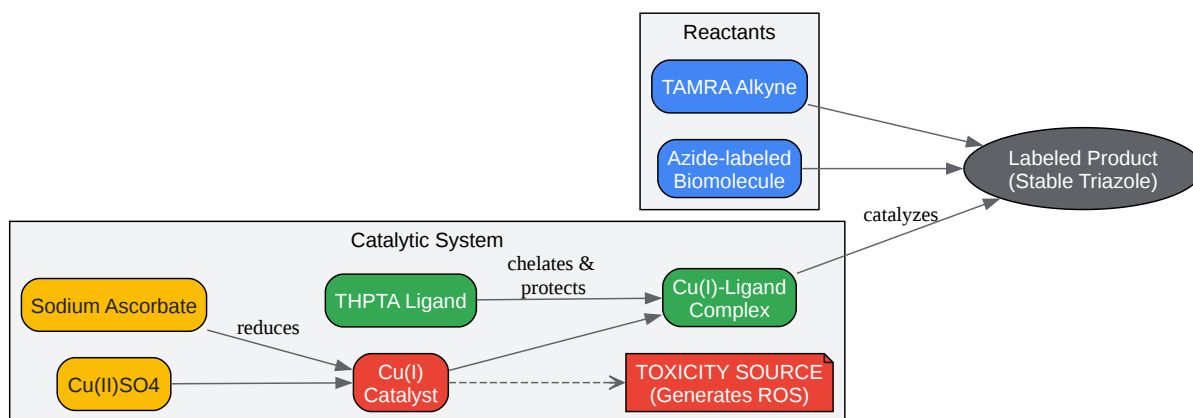 Reactants
TAMRA Alkyne
Azide-labeled
Biomolecule
Labeled Product
(Stable Triazole)
catalyzes
Catalytic System
Sodium Ascorbate
reduces
Cu(II)SO4
THPTA Ligand
chelates &
protects
Cu(I)-Ligand
Complex
Cu(I)
Catalyst
TOXICITY SOURCE
(Generates ROS)